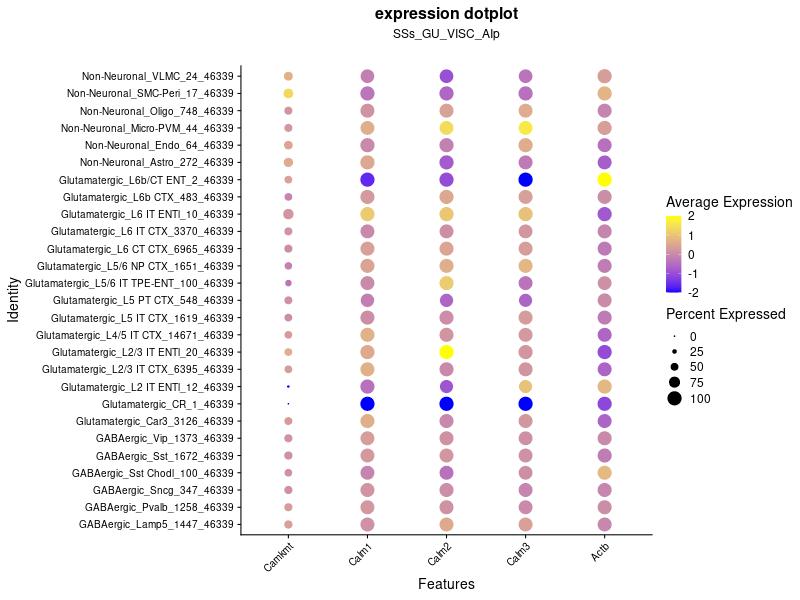 expression dotplot
SSs_GU_VISC_AIp
Identity
Non-Neuronal_VLMC_24_46339
Non-Neuronal_SMC-Peri_17_46339
Non-Neuronal_Oligo_748_46339
Non-Neuronal_Micro-PVM_44_46339
Non-Neuronal_Endo_64_46339
Non-Neuronal_Astro_272_46339
Glutamatergic_L6b/CT ENT_2_46339
Glutamatergic_L6b CTX_483_46339
Glutamatergic_L6 IT ENTl_10_46339
Glutamatergic_L6 IT CTX_3370_46339
Glutamatergic_L6 CT CTX_6965_46339
Glutamatergic_L5/6 NP CTX_1651_46339
Glutamatergic_L5/6 IT TPE-ENT_100_46339
Glutamatergic_L5 PT CTX_548_46339
Glutamatergic_L5 IT CTX_1619_46339
Glutamatergic_L4/5 IT CTX_14671_46339
Glutamatergic_L2/3 IT ENTl_20_46339
Glutamatergic_L2/3 IT CTX_6395_46339
Glutamatergic_L2 IT ENTl_12_46339
Glutamatergic_CR_1_46339
Glutamatergic_Car3_3126_46339
GABAergic_Vip_1373_46339
GABAergic_Sst_1672_46339
GABAergic_Sst Chodl_100_46339
GABAergic_Sncg_347_46339
GABAergic_Pvalb_1258_46339
GABAergic_Lamp5_1447_46339
Camkmt
Calm1
Calm2
Calm3
Actb
Features
Average Expression
2
1
0
-1
-2
Percent Expressed
0
25
50
75
100